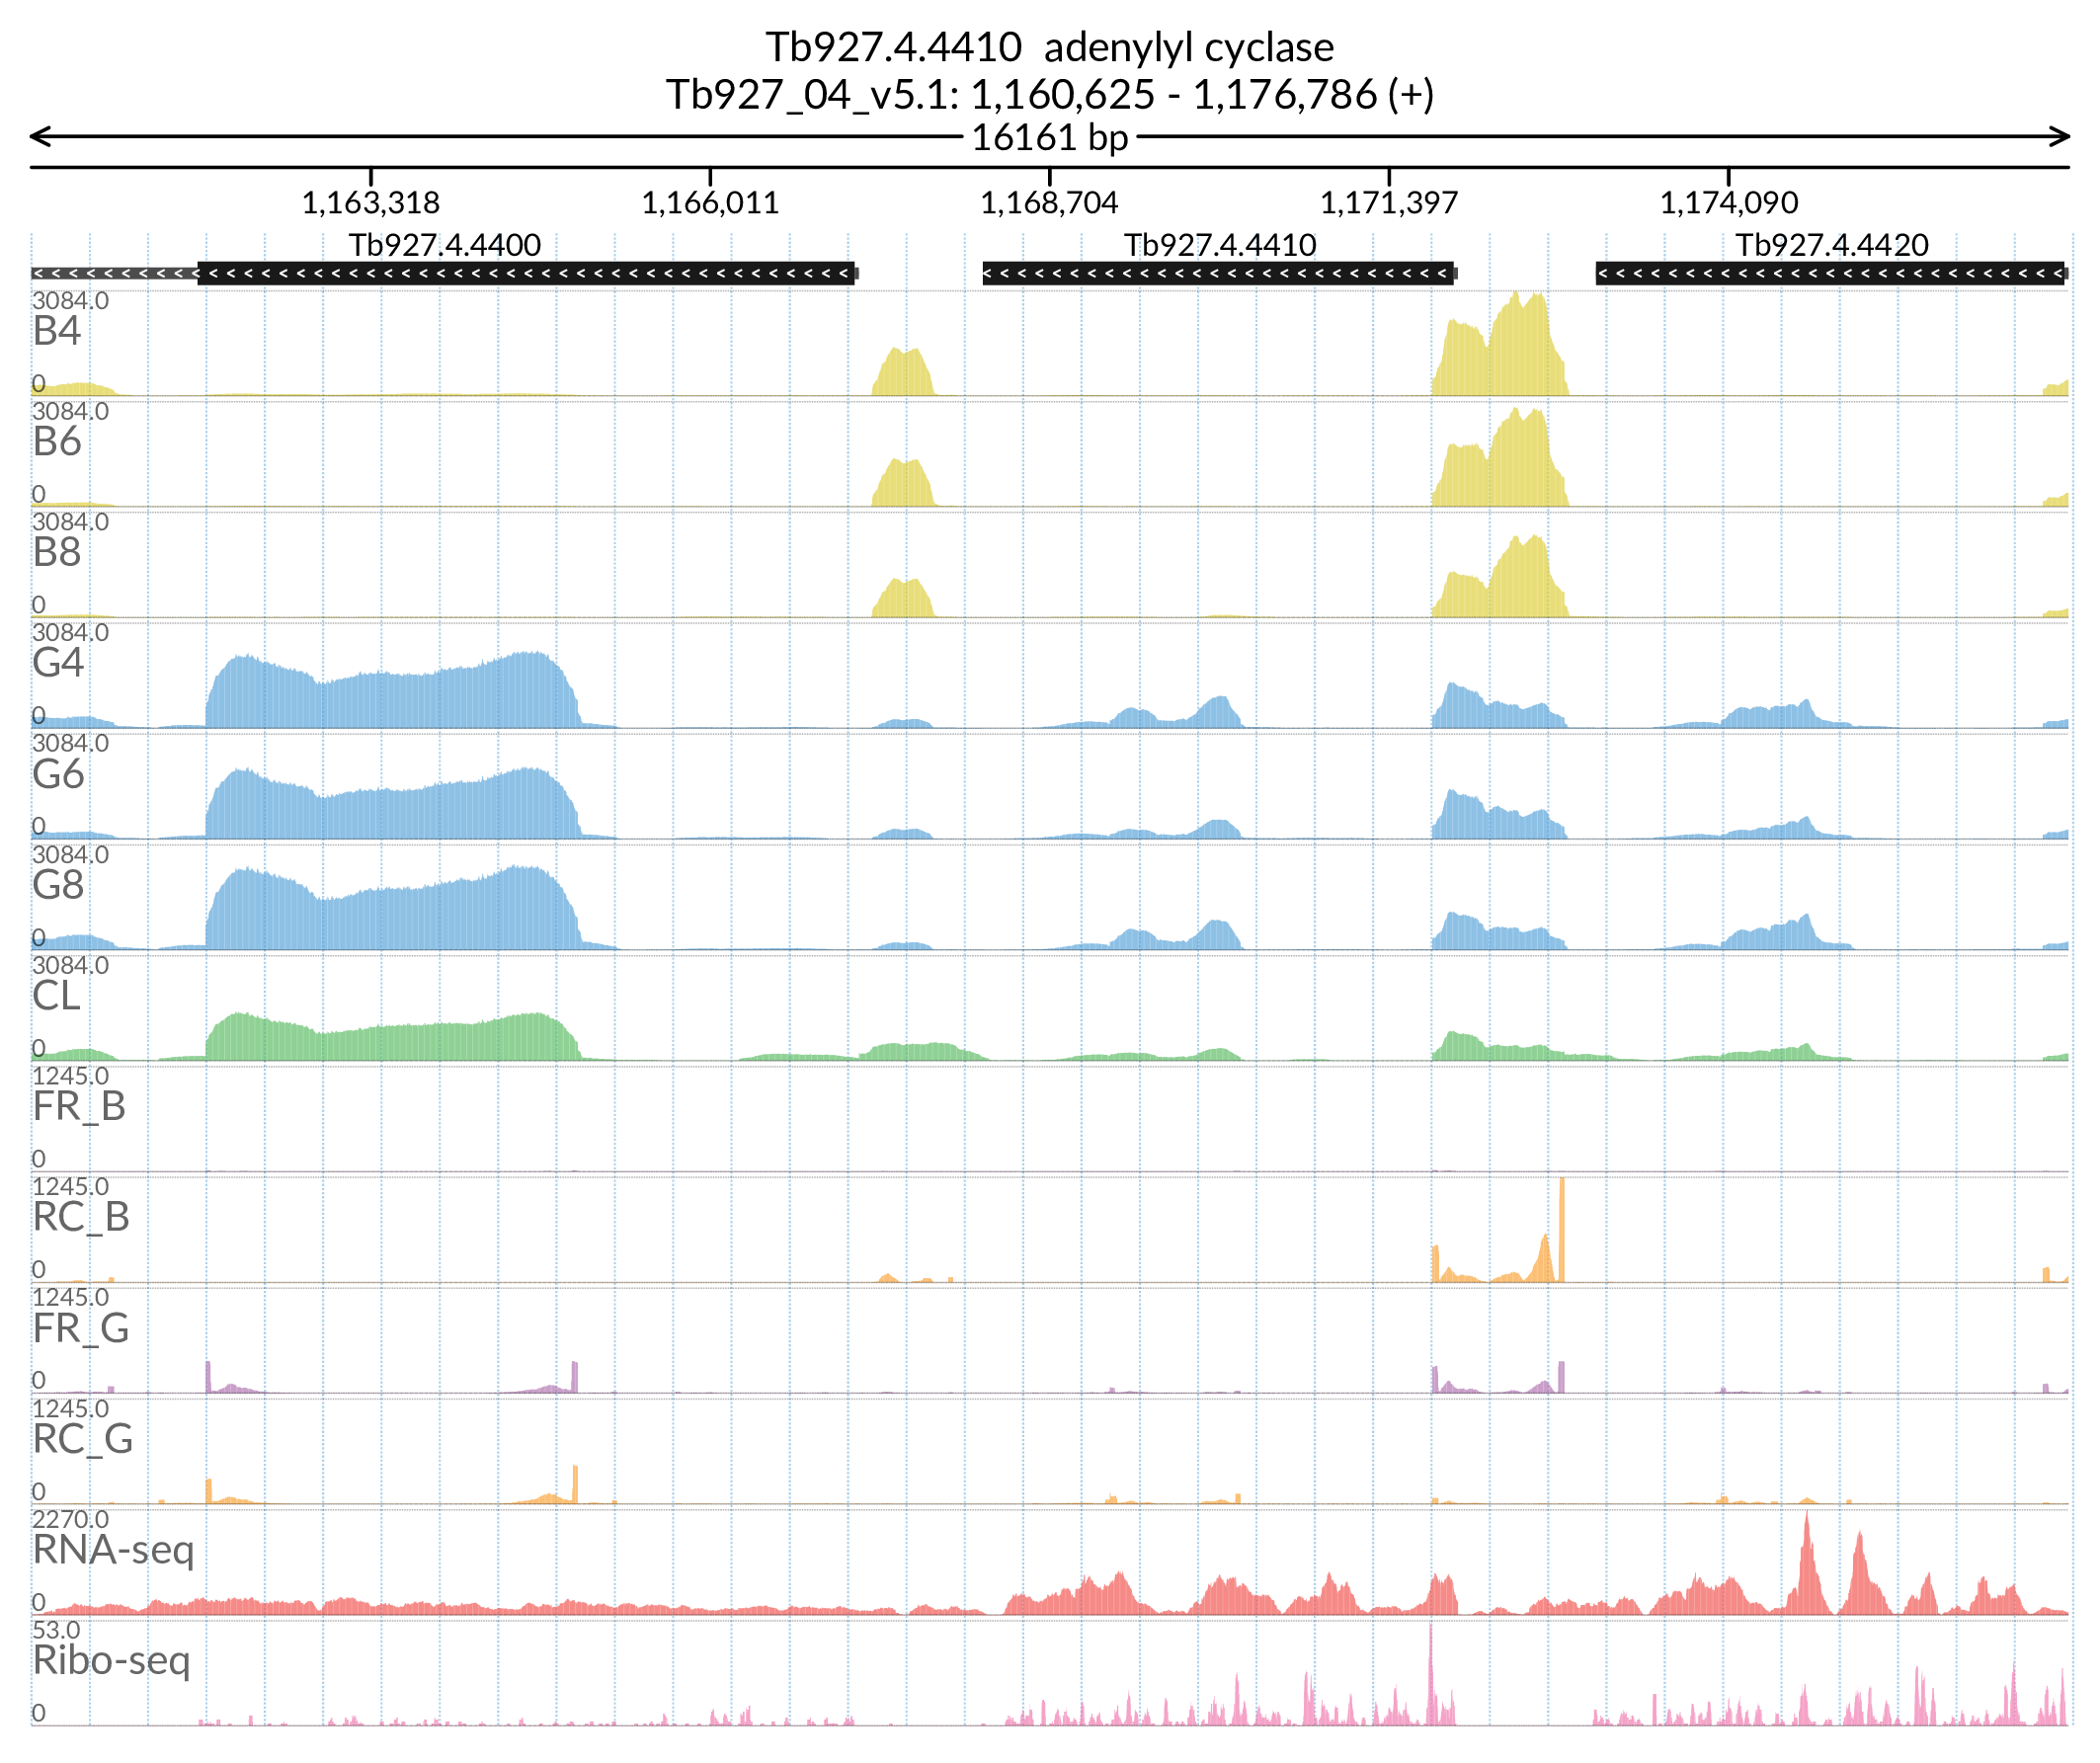 Tb927.4.4410 adenylyl cyclase
Tb927_04_v5.1: 1,160,625 - 1,176,786 (+)
16161 bp
1,163,318 1,166,011 1,168,704 1,171,397 1,174,090
Tb927.4.4400 Tb927.4.4410 Tb927.4.4420
3084.0
B4
0
3084.0
B6
0
3084.0
B8
0
3084.0
G4
0
3084.0
G6
0
3084.0
G8
0
3084.0
CL
0
1245.0
FR_B
0
1245.0
RC_B
0
1245.0
FR_G
0
1245.0
RC_G
0
2270.0
RNA-seq
0
53.0
Ribo-seq
0